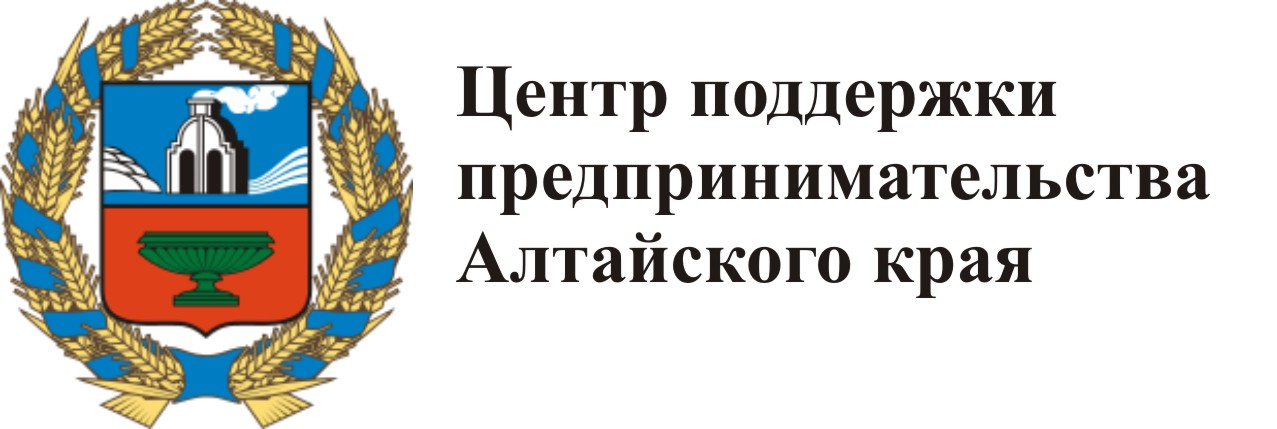 Центр поддержки
предпринимательства
Алтайского края